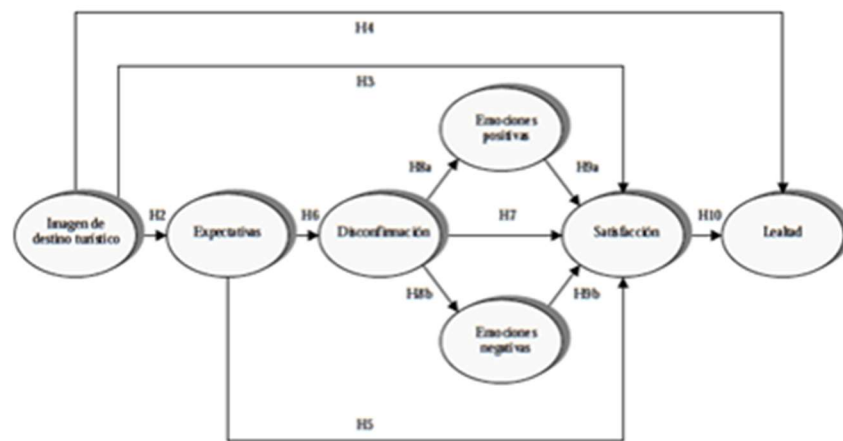 H4
H3
Emociones
positivas
H8a
H9a
Imagen de
destino turístico
H2
Expectativas
H6
Disconfirmación
H7
Satisfacción
H10
Lealtad
H8b
H9b
Emociones
negativas
H5